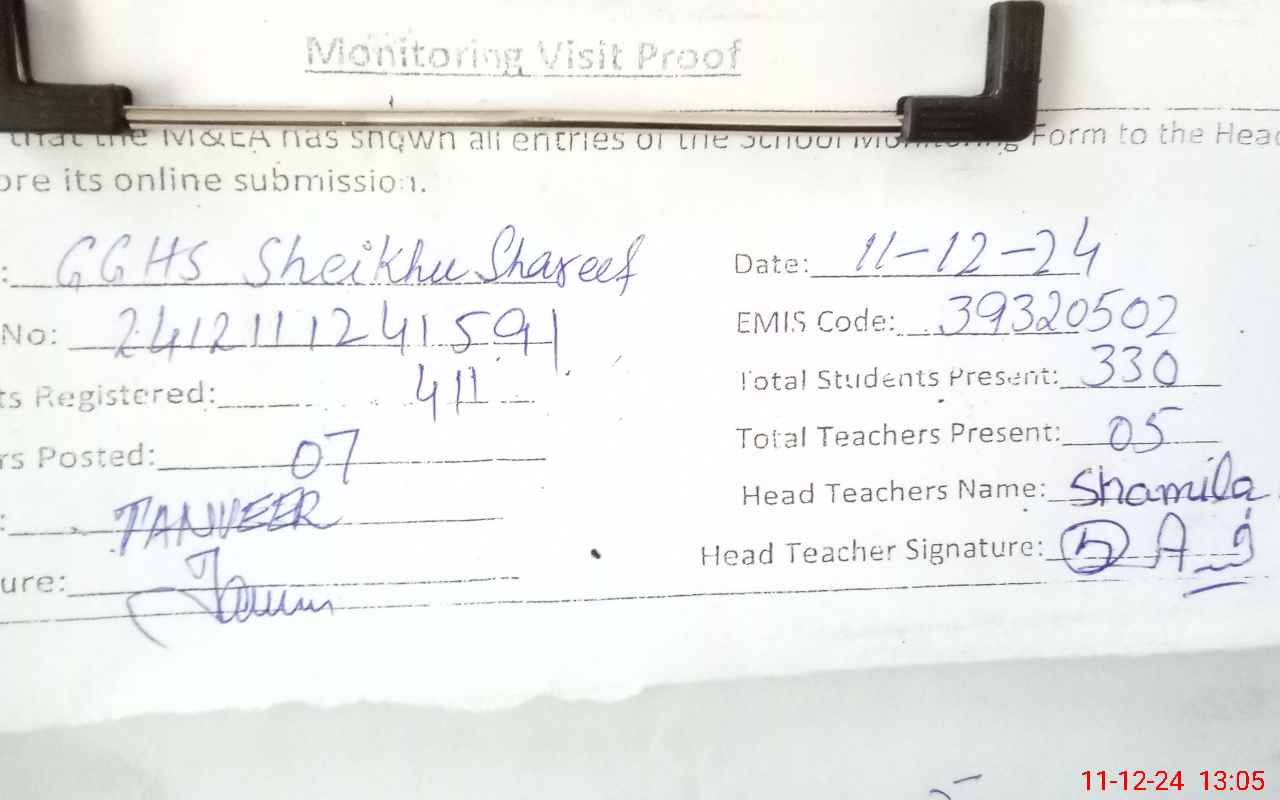 Monitoring Visit Proof
that the M&EA has shown all entries of the School Monitoring Form to the Head
ore its online submission.
: GGHS Sheikhu Shareef Date: 11-12-24
No: 2412111241591 EMIS Code: 39320502
ts Registered: 411 Total Students Present: 330
rs Posted: 07 Total Teachers Present: 05
: TANVEER Head Teachers Name: Shamila
ure: Head Teacher Signature:
11-12-24 13:05